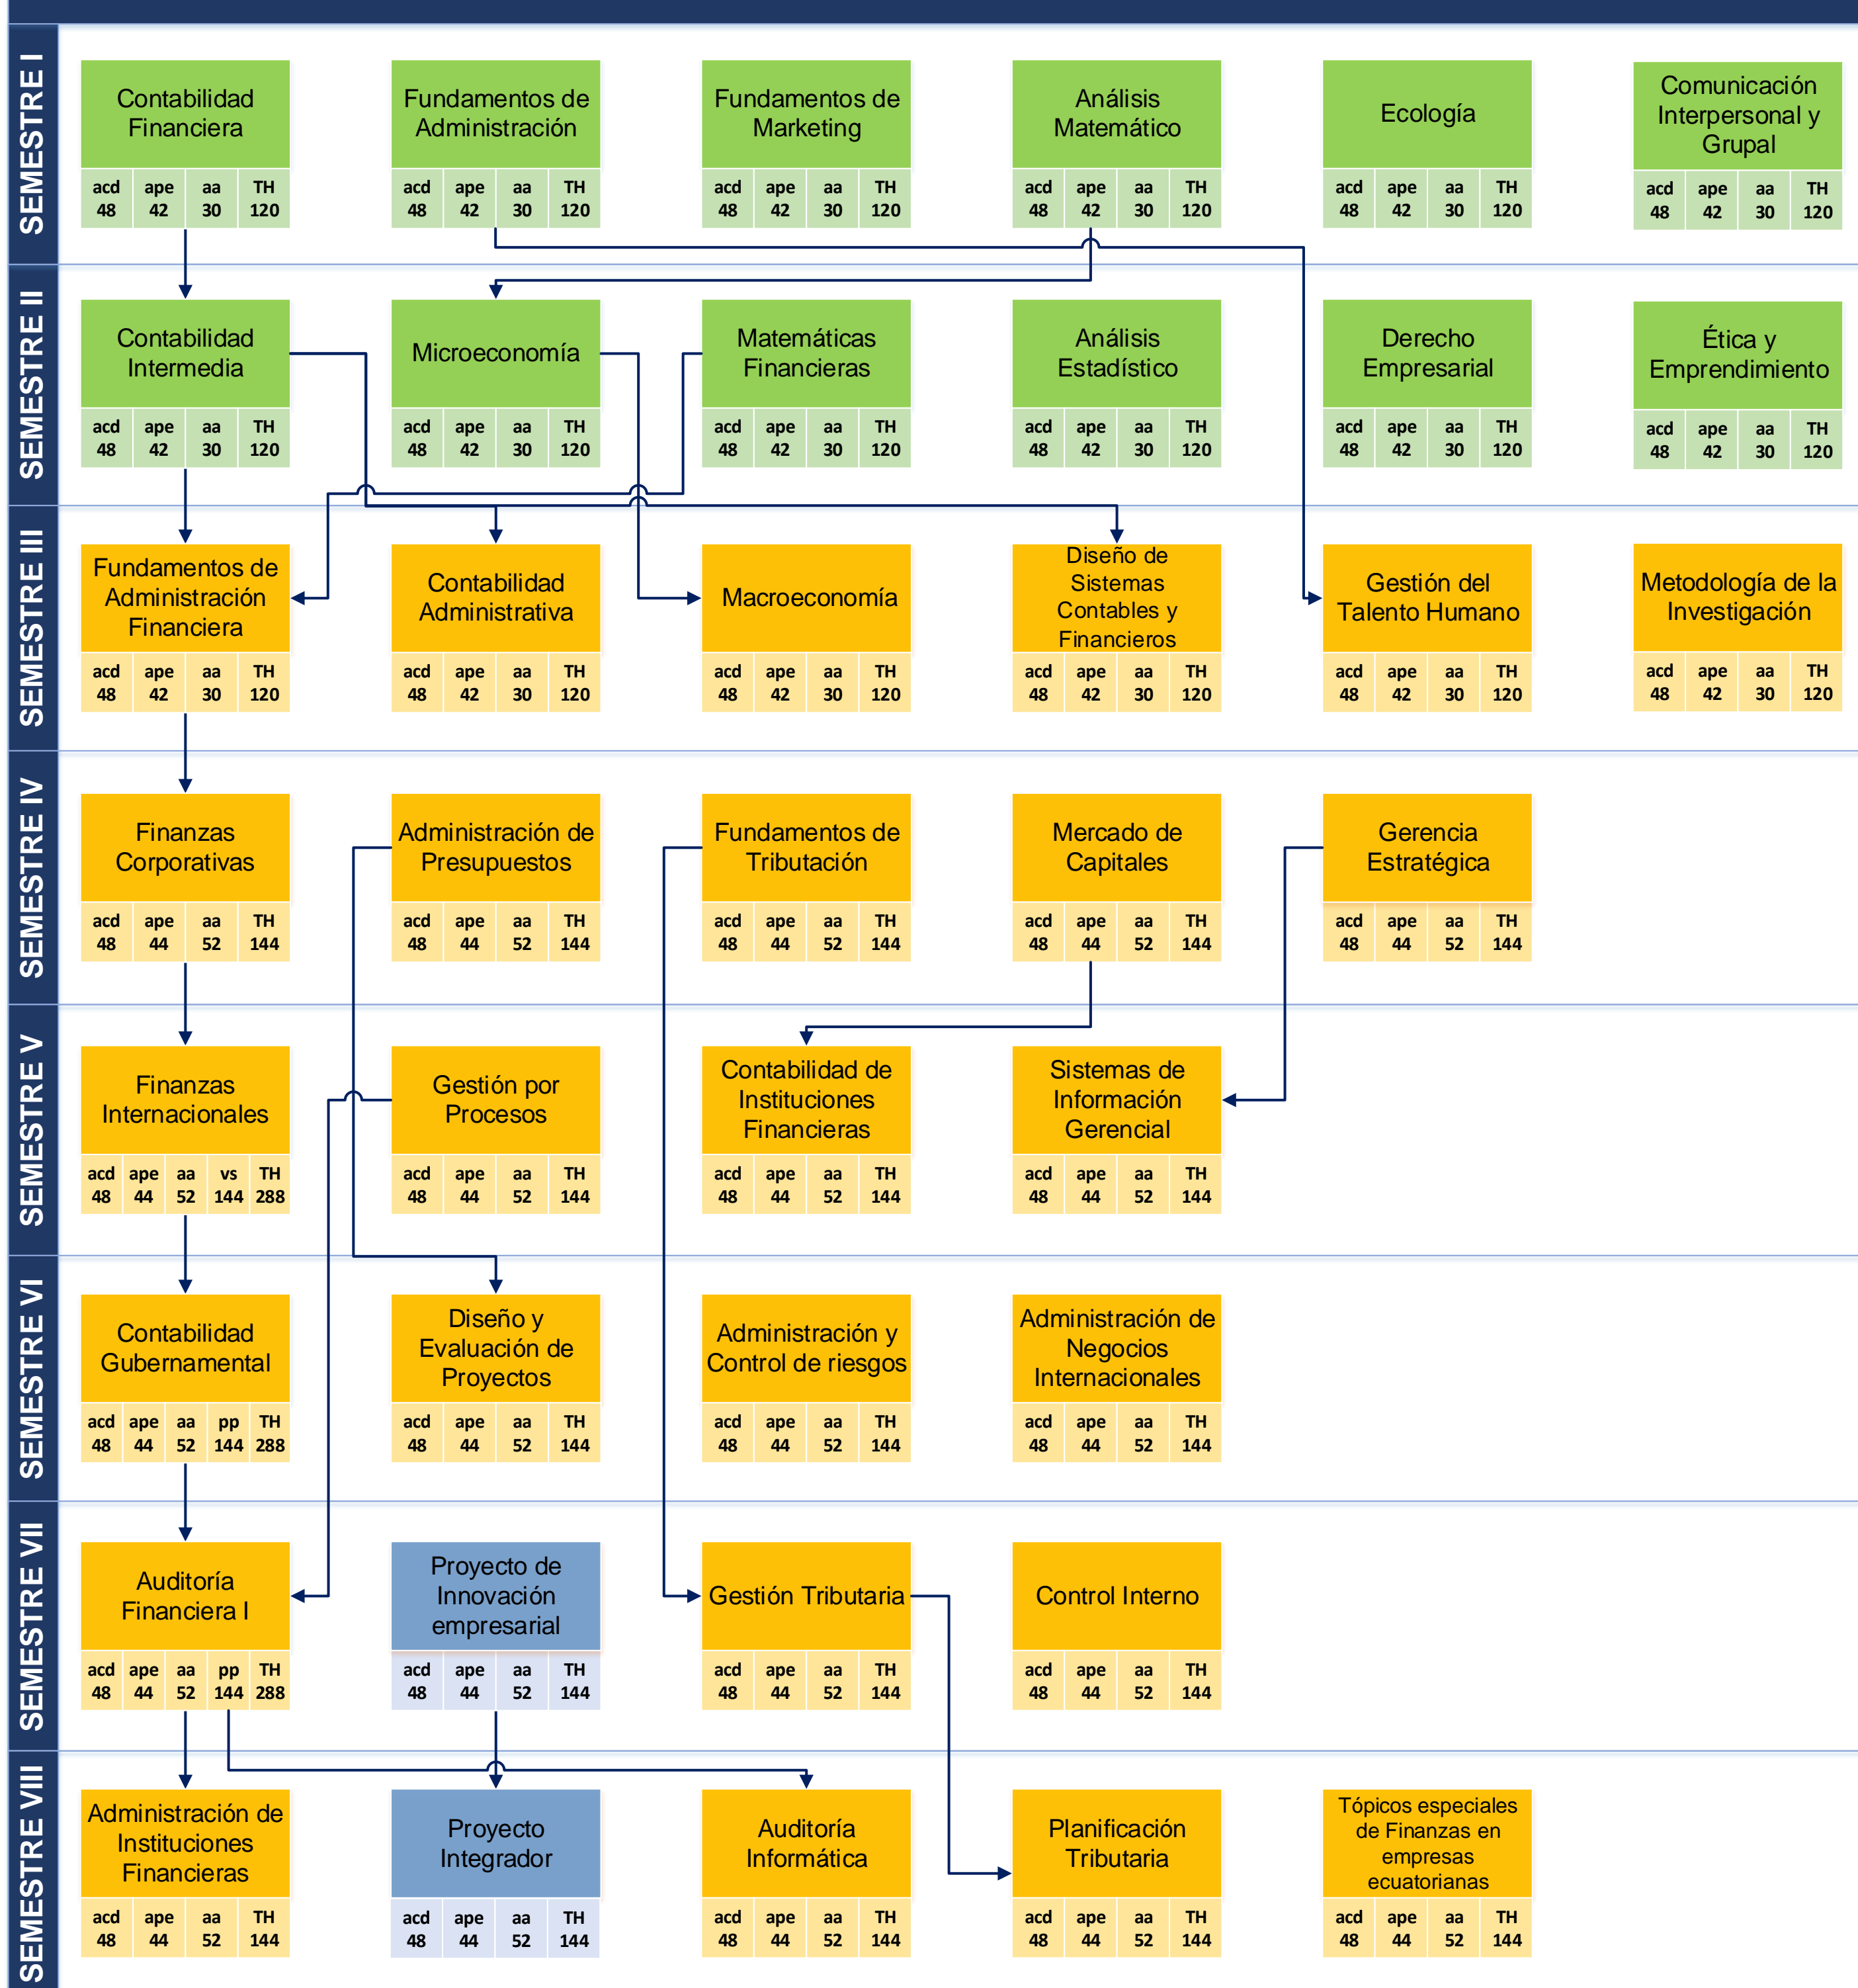 SEMESTRE I
Contabilidad
Financiera
acd ape aa TH
48 42 30 120
Fundamentos de
Administración
acd ape aa TH
48 42 30 120
Fundamentos de
Marketing
acd ape aa TH
48 42 30 120
Análisis
Matemático
acd ape aa TH
48 42 30 120
Ecología
acd ape aa TH
48 42 30 120
Comunicación
Interpersonal y
Grupal
acd ape aa TH
48 42 30 120
SEMESTRE II
Contabilidad
Intermedia
acd ape aa TH
48 42 30 120
Microeconomía
acd ape aa TH
48 42 30 120
Matemáticas
Financieras
acd ape aa TH
48 42 30 120
Análisis
Estadístico
acd ape aa TH
48 42 30 120
Derecho
Empresarial
acd ape aa TH
48 42 30 120
Ética y
Emprendimiento
acd ape aa TH
48 42 30 120
SEMESTRE III
Fundamentos de
Administración
Financiera
acd ape aa TH
48 42 30 120
Contabilidad
Administrativa
acd ape aa TH
48 42 30 120
Macroeconomía
acd ape aa TH
48 42 30 120
Diseño de
Sistemas
Contables y
Financieros
acd ape aa TH
48 42 30 120
Gestión del
Talento Humano
acd ape aa TH
48 42 30 120
Metodología de la
Investigación
acd ape aa TH
48 42 30 120
SEMESTRE IV
Finanzas
Corporativas
acd ape aa TH
48 44 52 144
Administración de
Presupuestos
acd ape aa TH
48 44 52 144
Fundamentos de
Tributación
acd ape aa TH
48 44 52 144
Mercado de
Capitales
acd ape aa TH
48 44 52 144
Gerencia
Estratégica
acd ape aa TH
48 44 52 144
SEMESTRE V
Finanzas
Internacionales
acd ape aa vs TH
48 44 52 144 288
Gestión por
Procesos
acd ape aa TH
48 44 52 144
Contabilidad de
Instituciones
Financieras
acd ape aa TH
48 44 52 144
Sistemas de
Información
Gerencial
acd ape aa TH
48 44 52 144
SEMESTRE VI
Contabilidad
Gubernamental
acd ape aa pp TH
48 44 52 144 288
Diseño y
Evaluación de
Proyectos
acd ape aa TH
48 44 52 144
Administración y
Control de riesgos
acd ape aa TH
48 44 52 144
Administración de
Negocios
Internacionales
acd ape aa TH
48 44 52 144
SEMESTRE VII
Auditoría
Financiera I
acd ape aa pp TH
48 44 52 144 288
Proyecto de
Innovación
empresarial
acd ape aa TH
48 44 52 144
Gestión Tributaria
acd ape aa TH
48 44 52 144
Control Interno
acd ape aa TH
48 44 52 144
SEMESTRE VIII
Administración de
Instituciones
Financieras
acd ape aa TH
48 44 52 144
Proyecto
Integrador
acd ape aa TH
48 44 52 144
Auditoría
Informática
acd ape aa TH
48 44 52 144
Planificación
Tributaria
acd ape aa TH
48 44 52 144
Tópicos especiales
de Finanzas en
empresas
ecuatorianas
acd ape aa TH
48 44 52 144